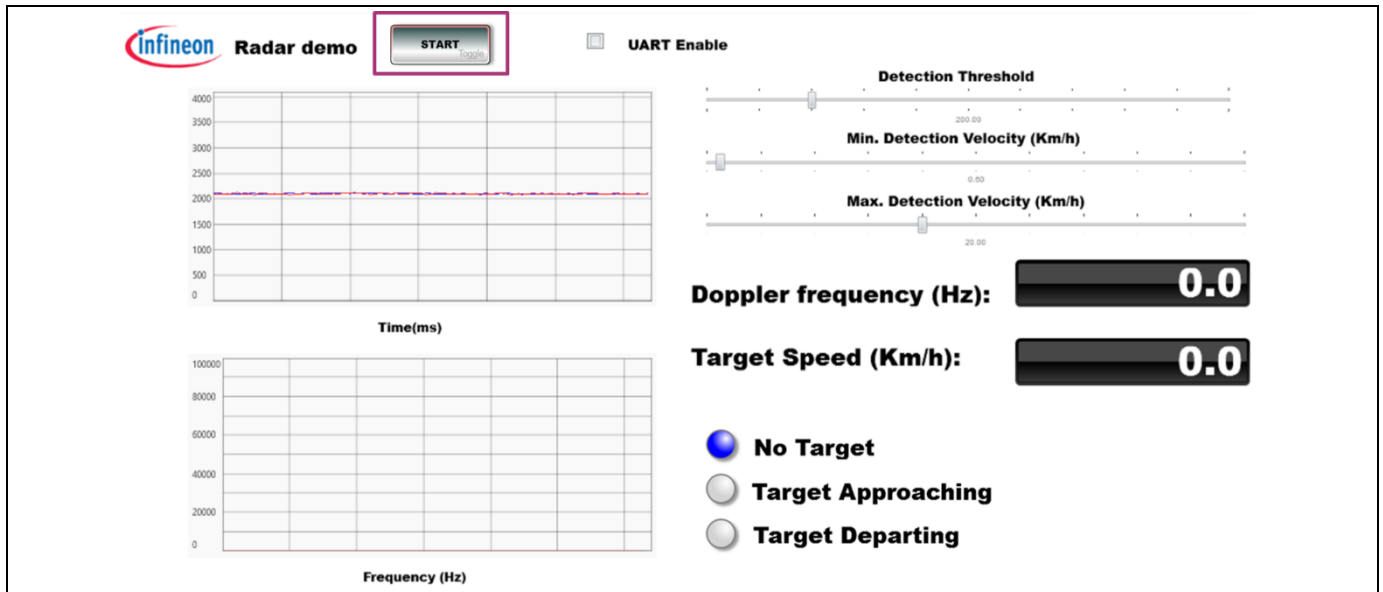 infineon Radar demo START Toggle UART Enable
Detection Threshold
200.00
Min. Detection Velocity (Km/h)
0.60
Max. Detection Velocity (Km/h)
20.00
4000
3500
3000
2500
2000
1500
1000
500
0
Time(ms)
Doppler frequency (Hz): 0.0
Target Speed (Km/h): 0.0
100000
80000
60000
40000
20000
0
Frequency (Hz)
No Target
Target Approaching
Target Departing